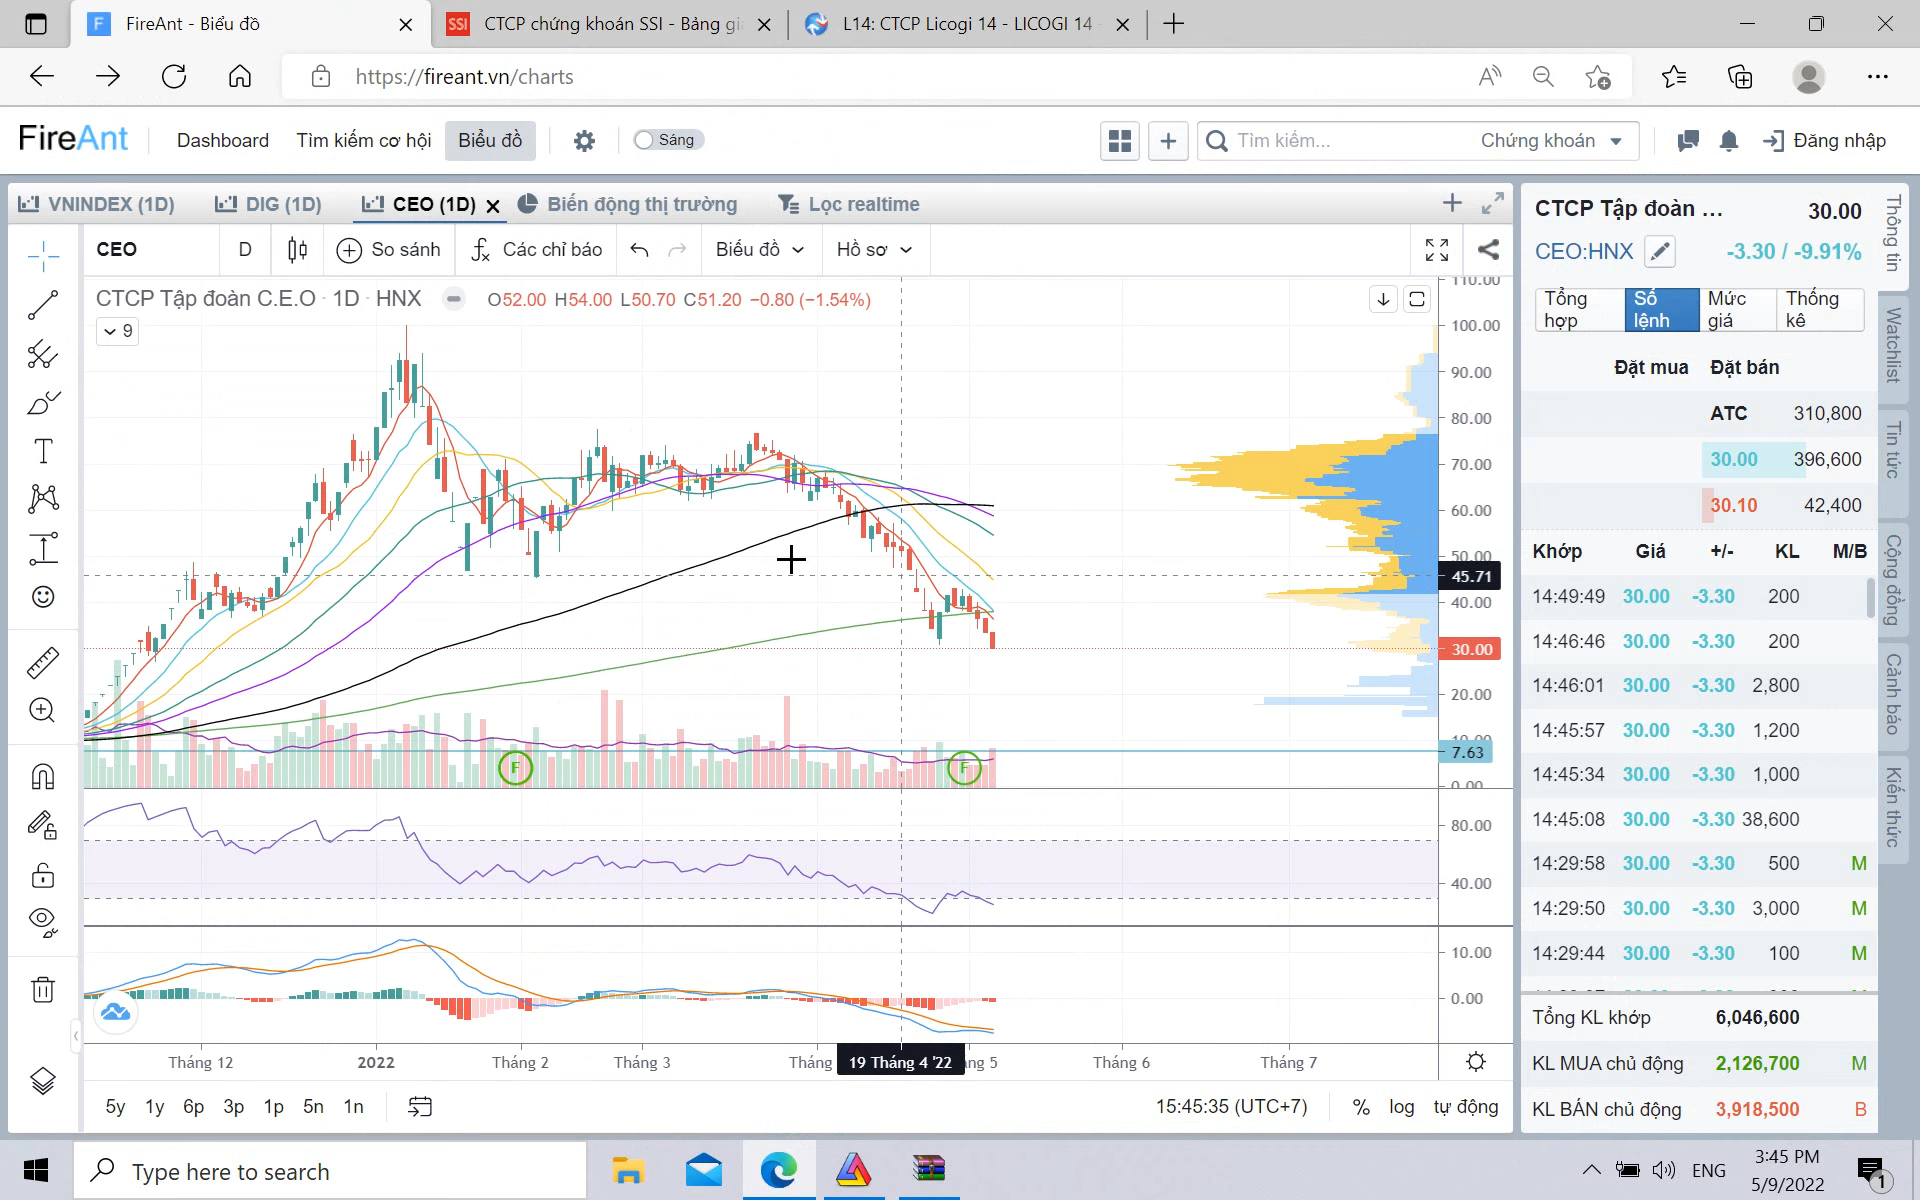 FireAnt - Biểu đồ
CTCP chứng khoán SSI - Bảng gi
L14: CTCP Licogi 14 - LICOGI 14
https://fireant.vn/charts
FireAnt
Dashboard
Tìm kiếm cơ hội
Biểu đồ
Sáng
Tìm kiếm...
Chứng khoán
Đăng nhập
VNINDEX (1D)
DIG (1D)
CEO (1D)
Biến động thị trường
Lọc realtime
CEO
D
So sánh
Các chỉ báo
Biểu đồ
Hồ sơ
CTCP Tập đoàn C.E.O · 1D · HNX
O52.00 H54.00 L50.70 C51.20 −0.80 (−1.54%)
9
110.00
100.00
90.00
80.00
70.00
60.00
50.00
45.71
40.00
30.00
20.00
10.00
7.63
0.00
F
F
80.00
40.00
10.00
0.00
Tháng 12
2022
Tháng 2
Tháng 3
Tháng
19 Tháng 4 '22
ng 5
Tháng 6
Tháng 7
5y
1y
6p
3p
1p
5n
1n
15:45:35 (UTC+7)
%
log
tự động
CTCP Tập đoàn ...
30.00
CEO:HNX
-3.30 / -9.91%
Tổng hợp
Số lệnh
Mức giá
Thống kê
Đặt mua Đặt bán
ATC 310,800
30.00 396,600
30.10 42,400
Khớp Giá +/- KL M/B
14:49:49 30.00 -3.30 200
14:46:46 30.00 -3.30 200
14:46:01 30.00 -3.30 2,800
14:45:57 30.00 -3.30 1,200
14:45:34 30.00 -3.30 1,000
14:45:08 30.00 -3.30 38,600
14:29:58 30.00 -3.30 500 M
14:29:50 30.00 -3.30 3,000 M
14:29:44 30.00 -3.30 100 M
Tổng KL khớp 6,046,600
KL MUA chủ động 2,126,700 M
KL BÁN chủ động 3,918,500 B
Thông tin
Watchlist
Tin tức
Cộng đồng
Cảnh báo
Kiến thức
Type here to search
ENG
3:45 PM
5/9/2022
1